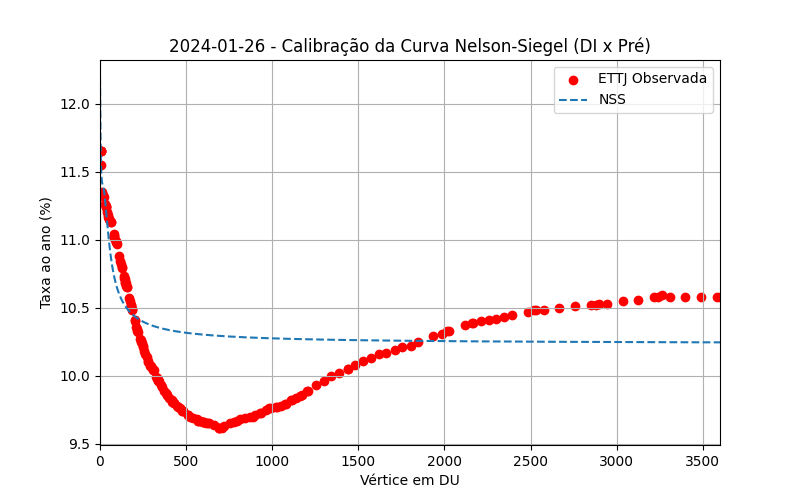 2024-01-26 - Calibração da Curva Nelson-Siegel (DI x Pré)
ETTJ Observada
NSS
12.0
11.5
11.0
10.5
10.0
9.5
Taxa ao ano (%)
0 500 1000 1500 2000 2500 3000 3500
Vértice em DU